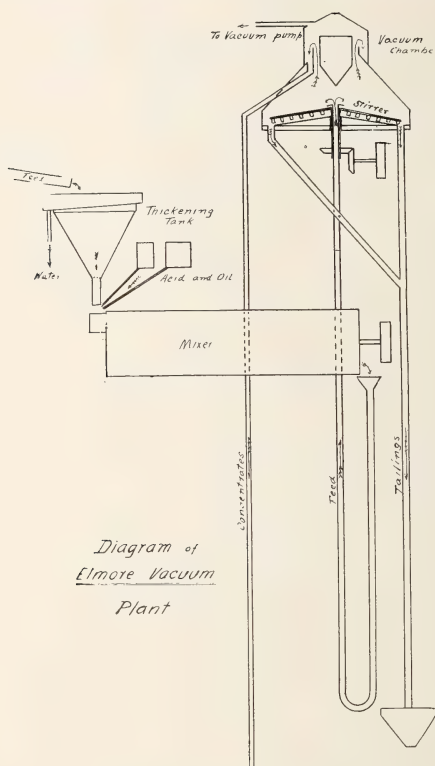 To Vacuum pump
Vacuum
Chambe
Stirrer
Feed
Thickening
Tank
Water
Acid and Oil
Mixer
Concentrates
Feed
Tailings
Diagram of
Elmore Vacuum
Plant